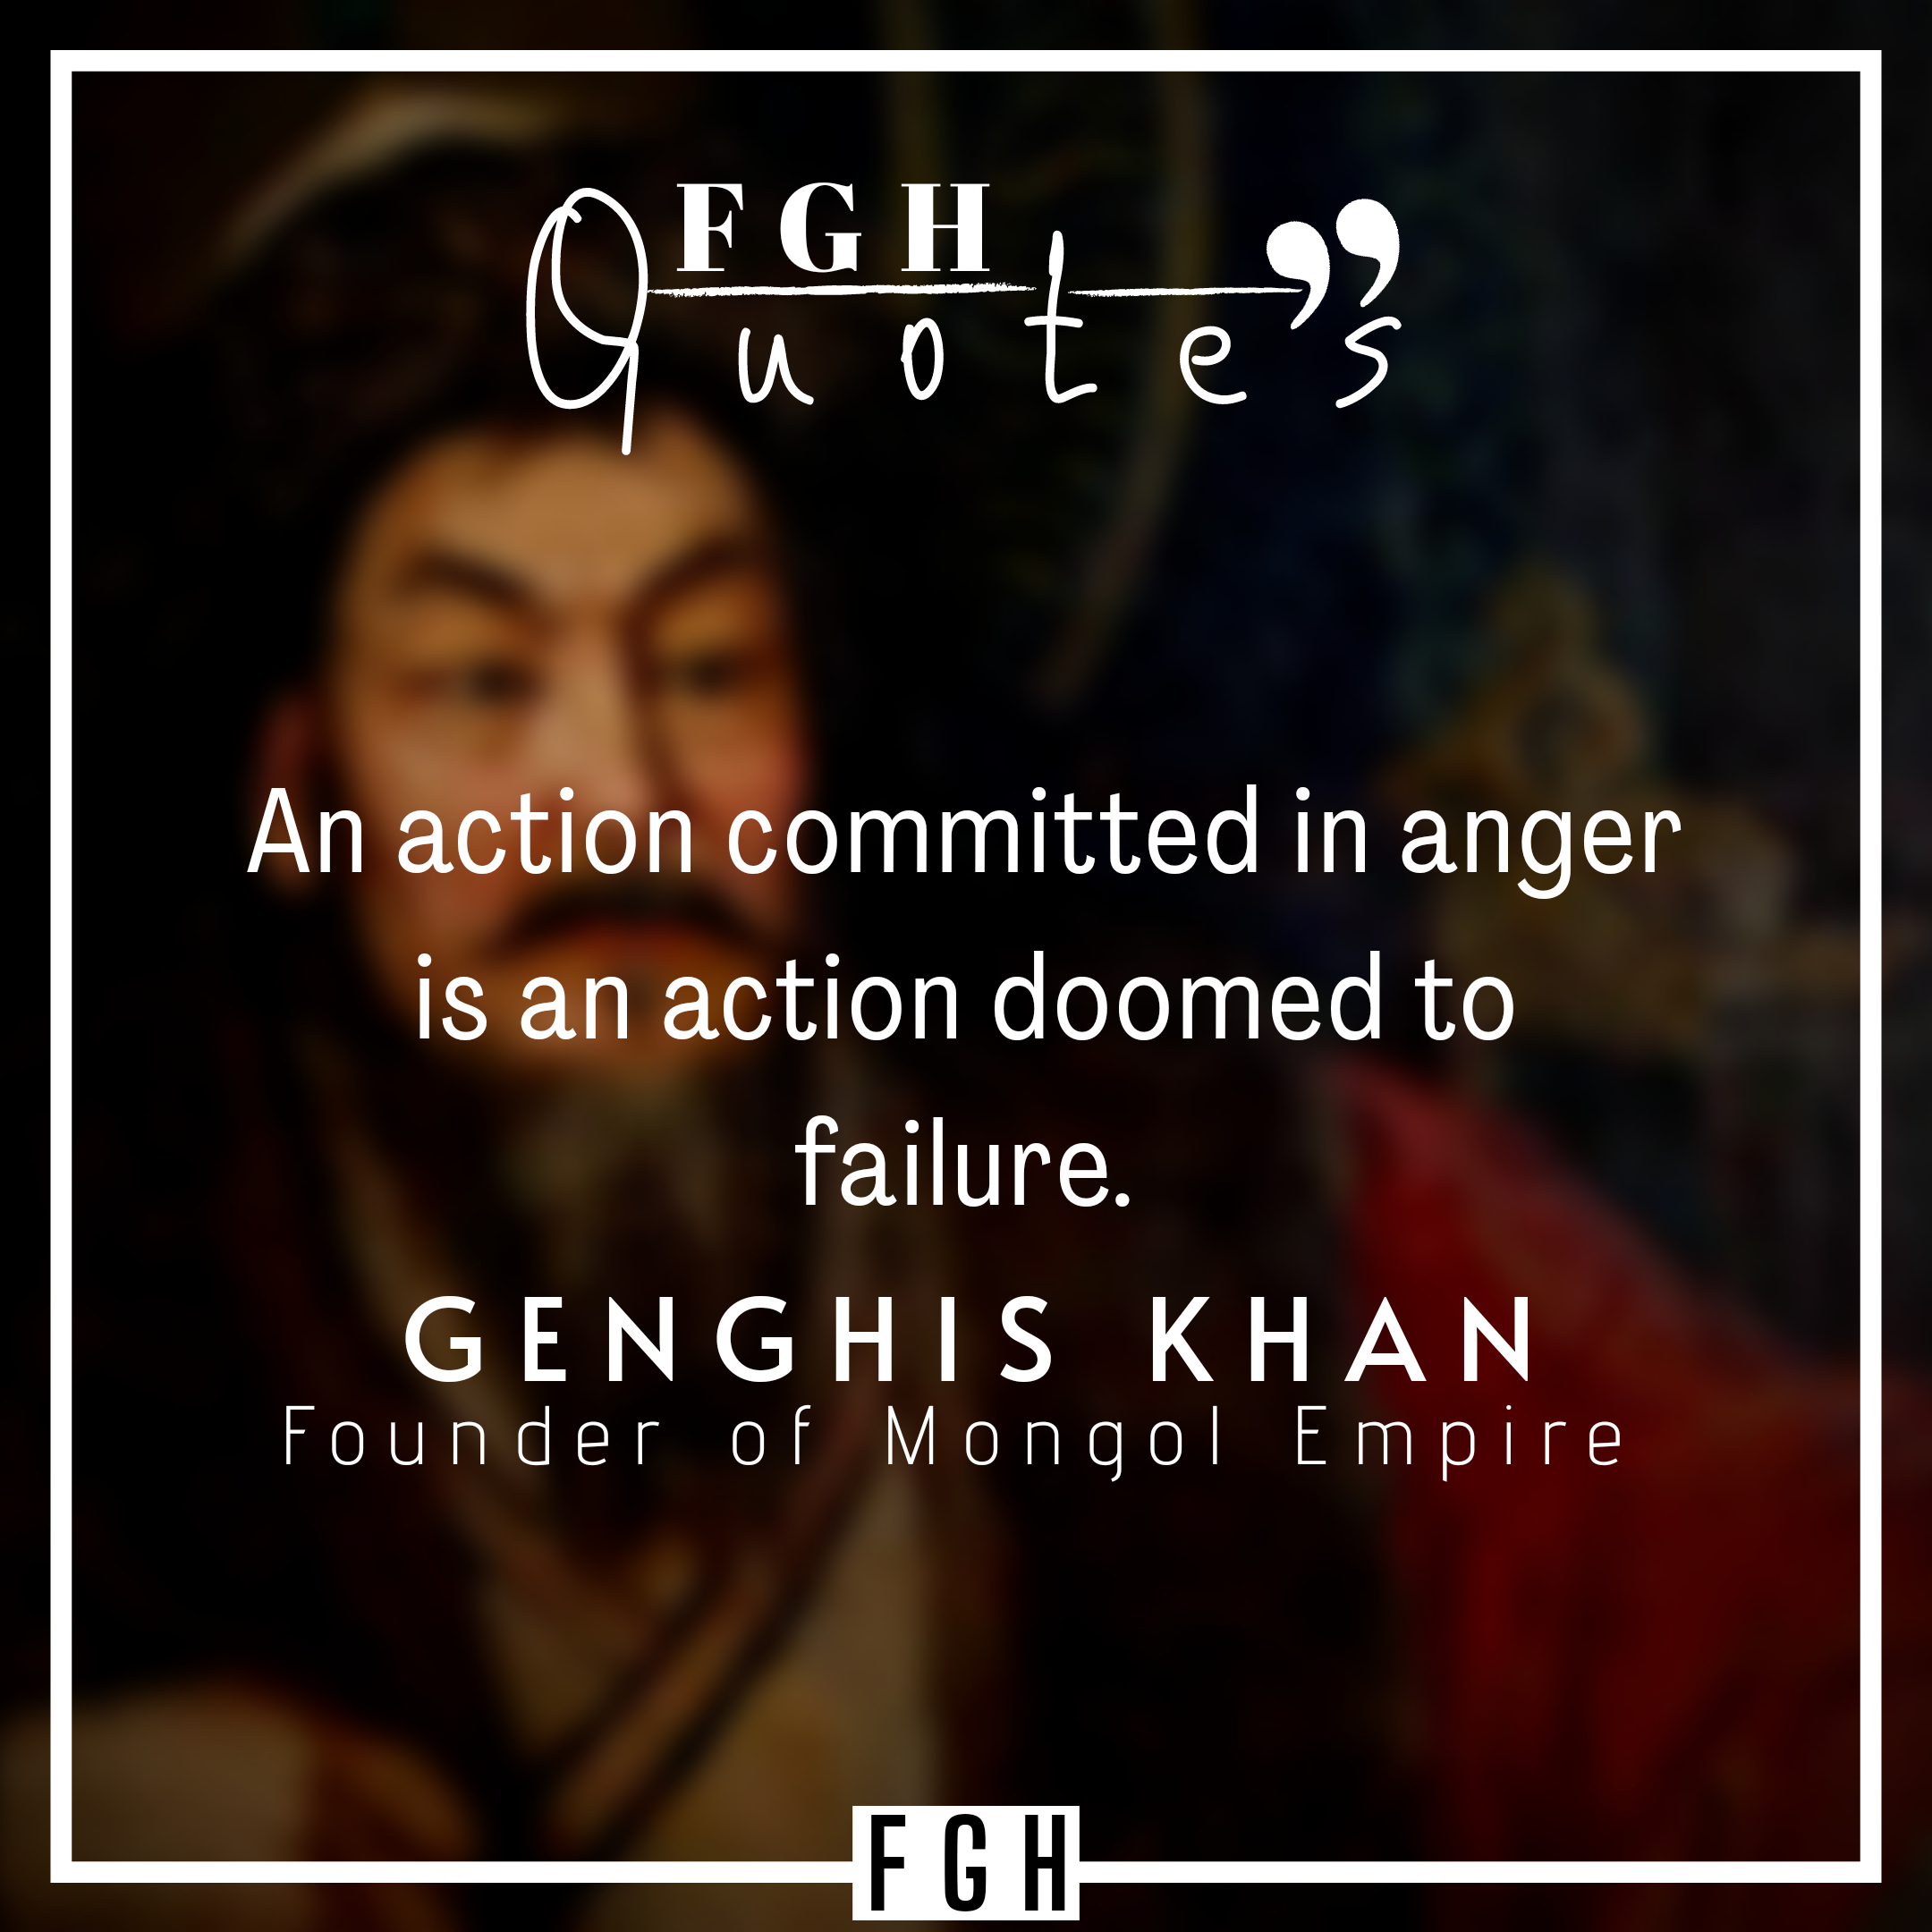 FGH
Quotes”
An action committed in anger
is an action doomed to
failure.
GENGHIS KHAN
Founder of Mongol Empire
FGH